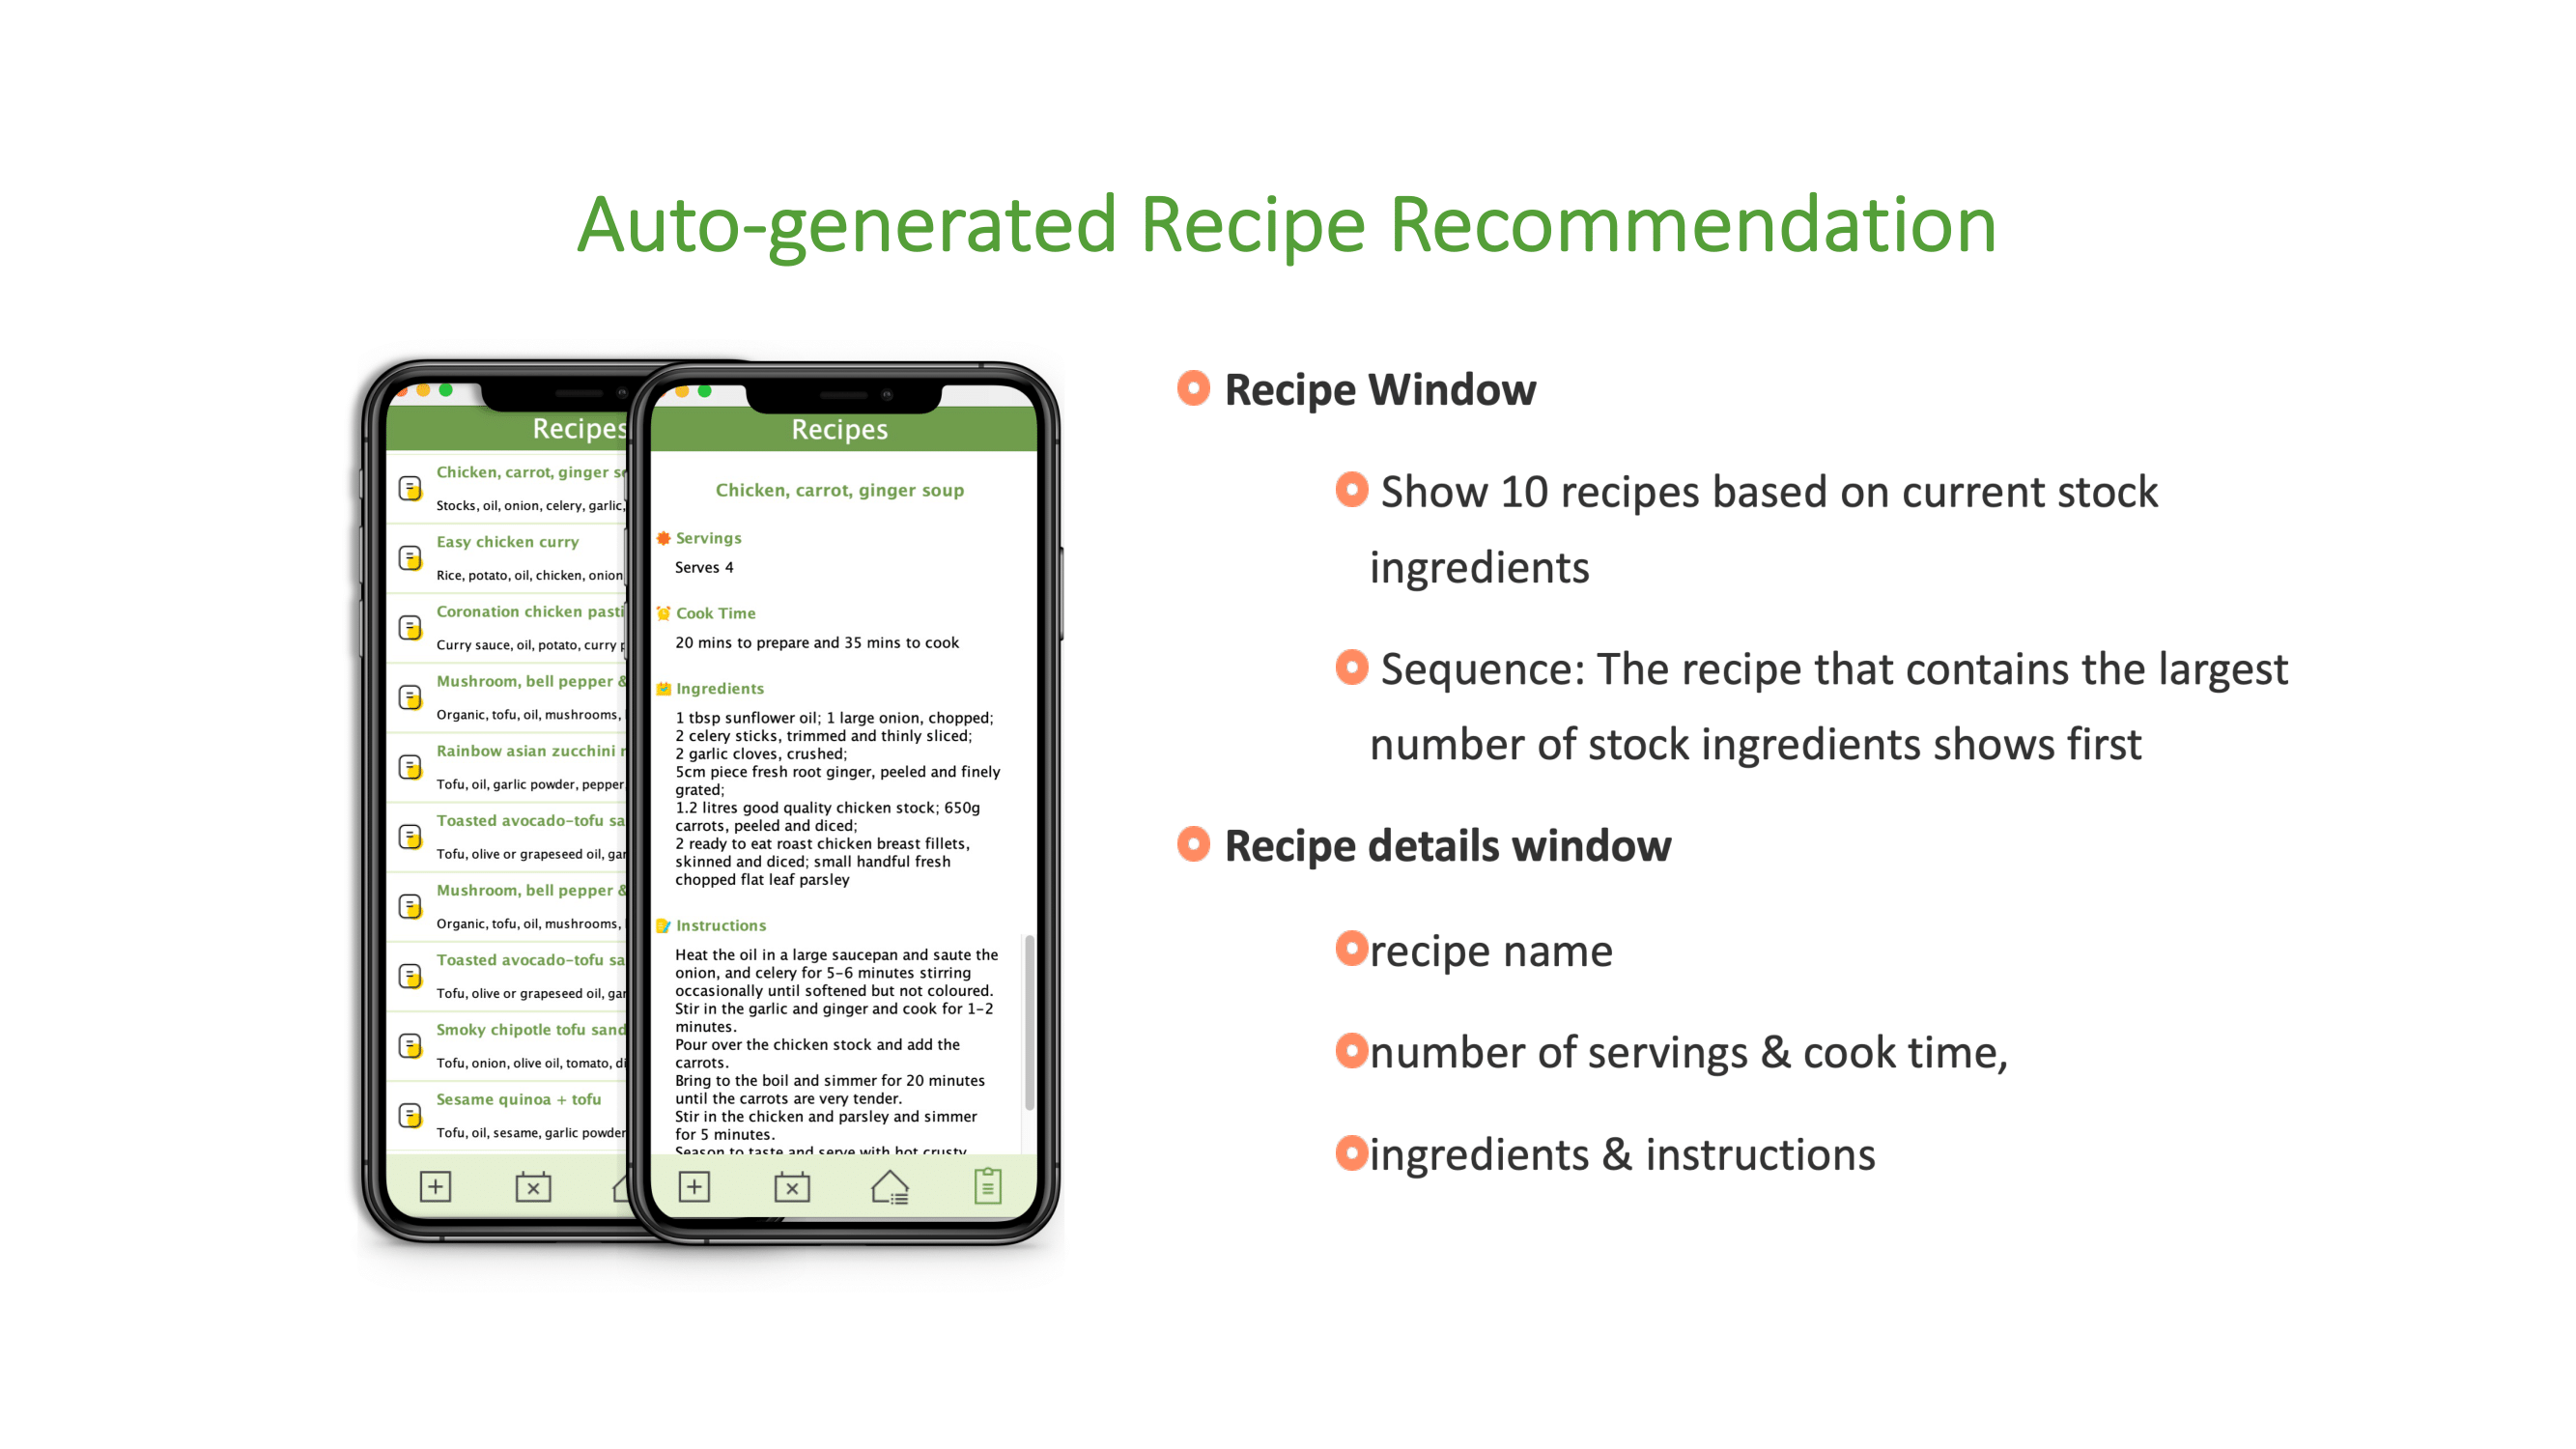 Auto-generated Recipe Recommendation
Recipes
Chicken, carrot, ginger
Stocks, oil, onion, celery, garlic,
Easy chicken curry
Rice, potato, oil, chicken, onion
Coronation chicken
Curry sauce, oil, potato, curry
Mushroom, bell pepper &
Organic, tofu, oil, mushrooms,
Rainbow asian zucchini
Tofu, oil, garlic powder, pepper
Toasted avocado-tofu
Tofu, olive or grapeseed oil,
Mushroom, bell pepper &
Organic, tofu, oil, mushrooms,
Toasted avocado-tofu
Tofu, olive or grapeseed oil,
Smoky chipotle tofu
Tofu, onion, olive oil, tomato,
Sesame quinoa + tofu
Tofu, oil, sesame, garlic powder
Recipes
Chicken, carrot, ginger soup
Servings
Serves 4
Cook Time
20 mins to prepare and 35 mins to cook
Ingredients
1 tbsp sunflower oil; 1 large onion, chopped;
2 celery sticks, trimmed and thinly sliced;
2 garlic cloves, crushed;
5cm piece fresh root ginger, peeled and finely
grated;
1.2 litres good quality chicken stock; 650g
carrots, peeled and diced;
2 ready to eat roast chicken breast fillets,
skinned and diced; small handful fresh
chopped flat leaf parsley
Instructions
Heat the oil in a large saucepan and saute the
onion, and celery for 5-6 minutes stirring
occasionally until softened but not coloured.
Stir in the garlic and ginger and cook for 1-2
minutes.
Pour over the chicken stock and add the
carrots.
Bring to the boil and simmer for 20 minutes
until the carrots are very tender.
Stir in the chicken and parsley and simmer
for 5 minutes.
Season to taste and serve with hot crusty
Recipe Window
Show 10 recipes based on current stock
ingredients
Sequence: The recipe that contains the largest
number of stock ingredients shows first
Recipe details window
recipe name
number of servings & cook time,
ingredients & instructions